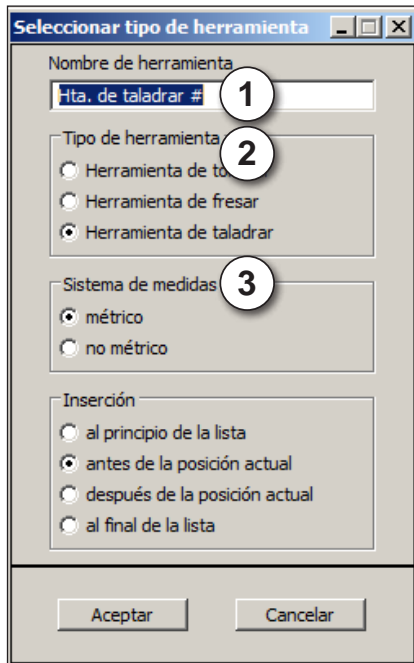 Seleccionar tipo de herramienta
Nombre de herramienta
Hta. de taladrar #
1
Tipo de herramienta
2
Herramienta de
Herramienta de fresar
Herramienta de taladrar
Sistema de medidas
3
métrico
no métrico
Inserción
al principio de la lista
antes de la posición actual
después de la posición actual
al final de la lista
Aceptar
Cancelar